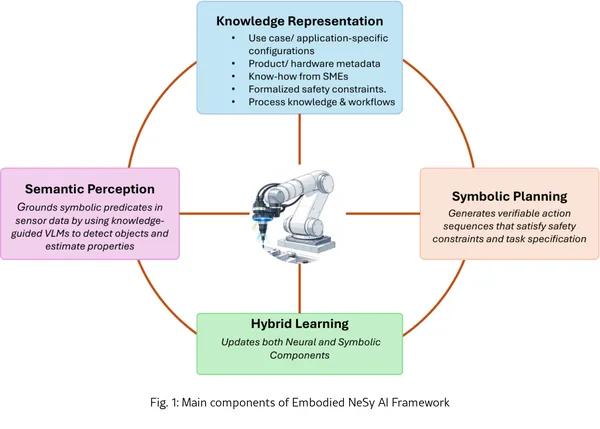 Knowledge Representation
• Use case/ application-specific
configurations
• Product/ hardware metadata
• Know-how from SMEs
• Formalized safety constraints.
• Process knowledge & workflows
Semantic Perception
Grounds symbolic predicates in
sensor data by using knowledge-
guided VLMs to detect objects and
estimate properties
Symbolic Planning
Generates verifiable action
sequences that satisfy safety
constraints and task specification
Hybrid Learning
Updates both Neural and Symbolic
Components
Fig. 1: Main components of Embodied NeSy AI Framework